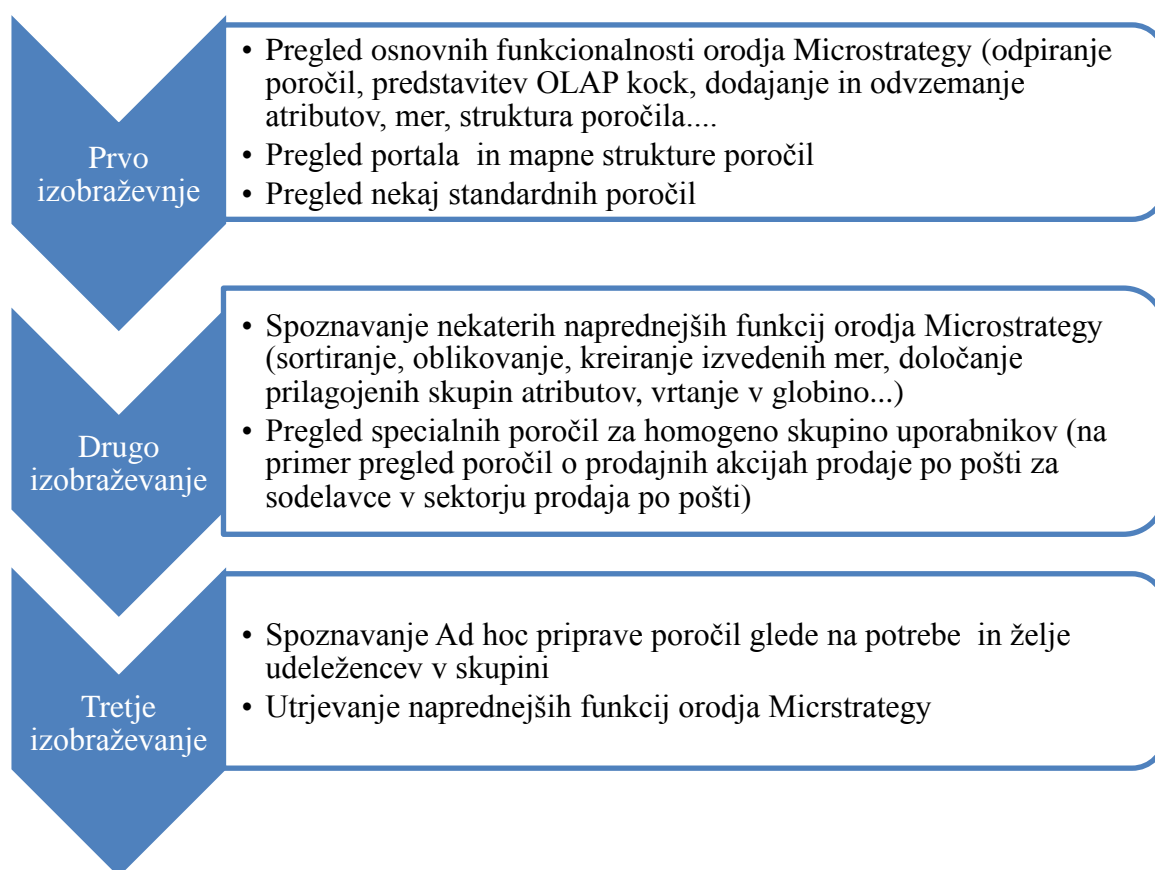 Prvo
izobraževnje
• Pregled osnovnih funkcionalnosti orodja Microstrategy (odpiranje
poročil, predstavitev OLAP kock, dodajanje in odvzemanje
atributov, mer, struktura poročila....
• Pregled portala  in mapne strukture poročil
• Pregled nekaj standardnih poročil
Drugo
izobraževanje
• Spoznavanje nekaterih naprednejših funkcij orodja Microstrategy
(sortiranje, oblikovanje, kreiranje izvedenih mer, določanje
prilagojenih skupin atributov, vrtanje v globino...)
• Pregled specialnih poročil za homogeno skupino uporabnikov (na
primer pregled poročil o prodajnih akcijah prodaje po pošti za
sodelavce v sektorju prodaja po pošti)
Tretje
izobraževanje
• Spoznavanje Ad hoc priprave poročil glede na potrebe  in želje
udeležencev v skupini
• Utrjevanje naprednejših funkcij orodja Micrstrategy